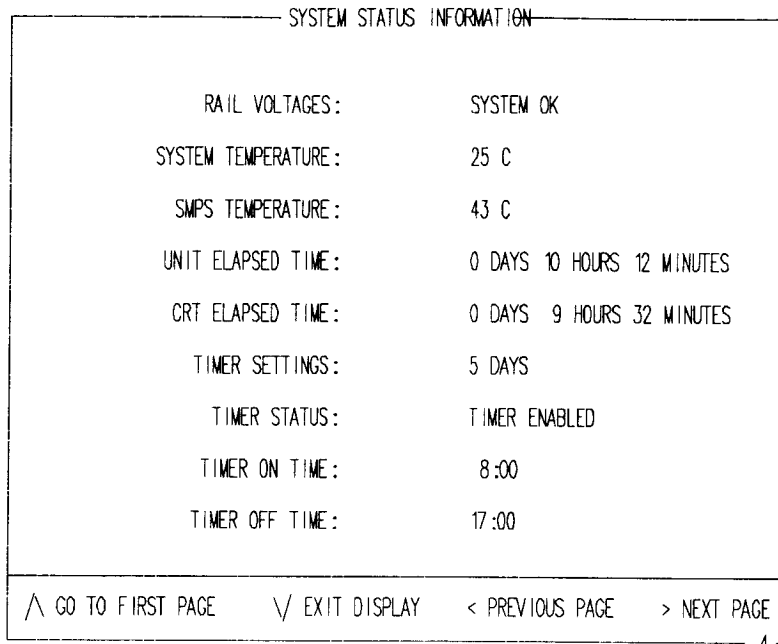 SYSTEM STATUS INFORMATION
RAIL VOLTAGES: SYSTEM OK
SYSTEM TEMPERATURE: 25 C
SMPS TEMPERATURE: 43 C
UNIT ELAPSED TIME: 0 DAYS 10 HOURS 12 MINUTES
CRT ELAPSED TIME: 0 DAYS 9 HOURS 32 MINUTES
TIMER SETTINGS: 5 DAYS
TIMER STATUS: TIMER ENABLED
TIMER ON TIME: 8:00
TIMER OFF TIME: 17:00
/\ GO TO FIRST PAGE \/ EXIT DISPLAY < PREVIOUS PAGE > NEXT PAGE